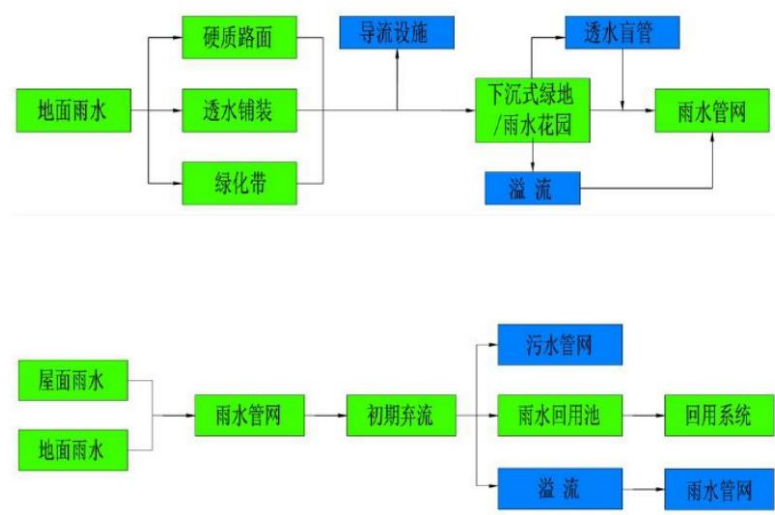 硬质路面
导流设施
透水盲管
地面雨水
透水铺装
下沉式绿地
/雨水花园
雨水管网
绿化带
溢 流
污水管网
屋面雨水
雨水管网
初期弃流
雨水回用池
回用系统
地面雨水
溢 流
雨水管网